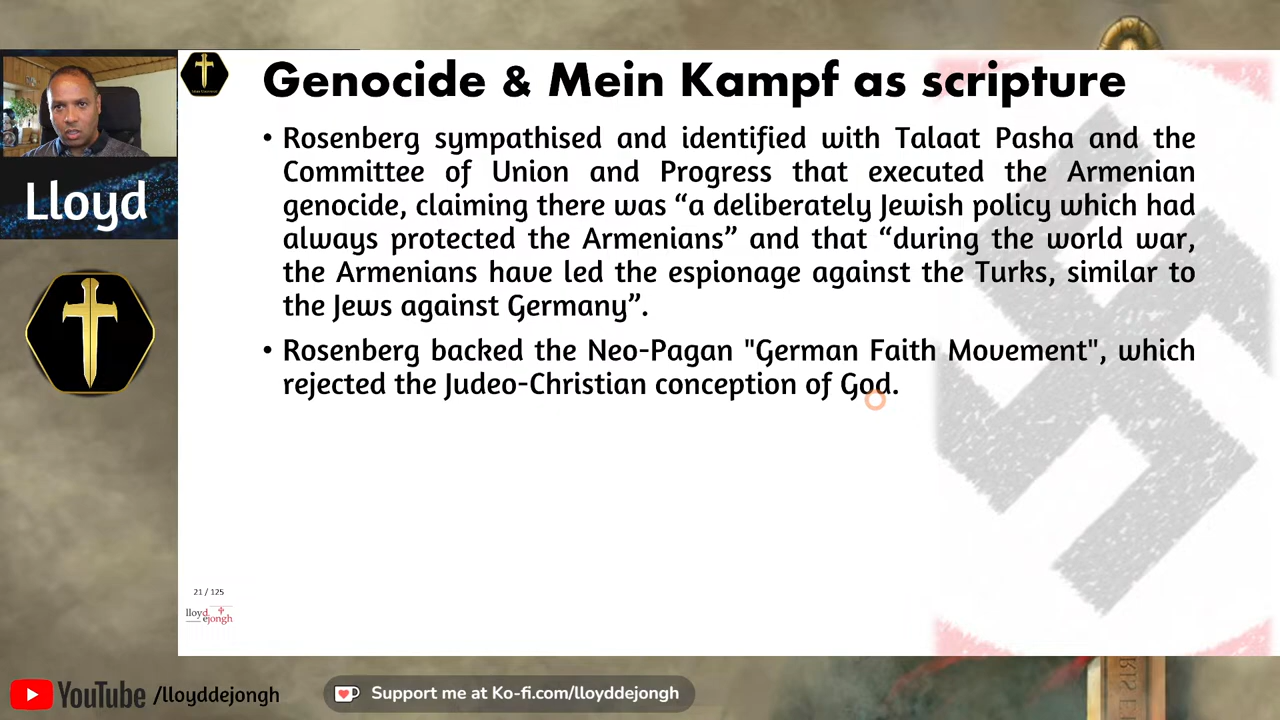 Genocide & Mein Kampf as scripture
• Rosenberg sympathised and identified with Talaat Pasha and the
Committee of Union and Progress that executed the Armenian
genocide, claiming there was “a deliberately Jewish policy which had
always protected the Armenians” and that “during the world war,
the Armenians have led the espionage against the Turks, similar to
the Jews against Germany”.
• Rosenberg backed the Neo-Pagan "German Faith Movement", which
rejected the Judeo-Christian conception of God.
Lloyd
21 / 125
lloyd
ejongh
YouTube /lloyddejongh
Support me at Ko-fi.com/lloyddejongh